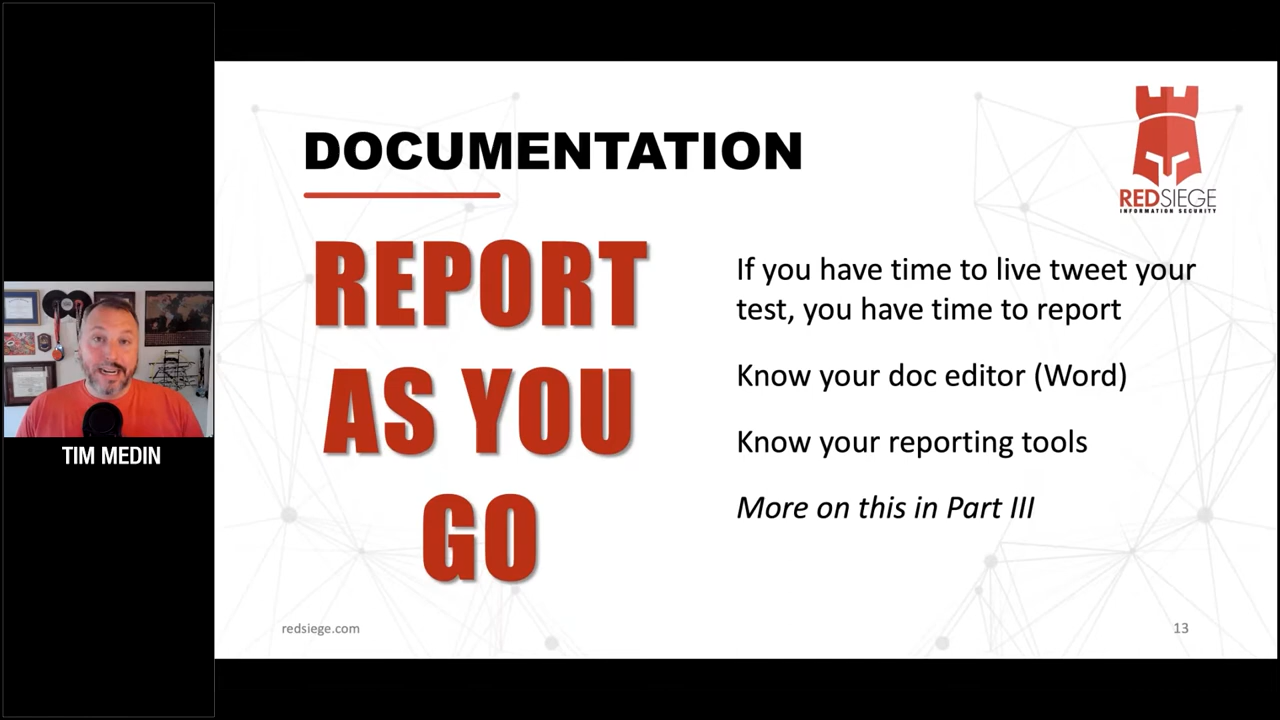 DOCUMENTATION
REDSIEGE
INFORMATION SECURITY
REPORT
AS YOU
GO
If you have time to live tweet your
test, you have time to report
Know your doc editor (Word)
Know your reporting tools
More on this in Part III
TIM MEDIN
redsiege.com
13